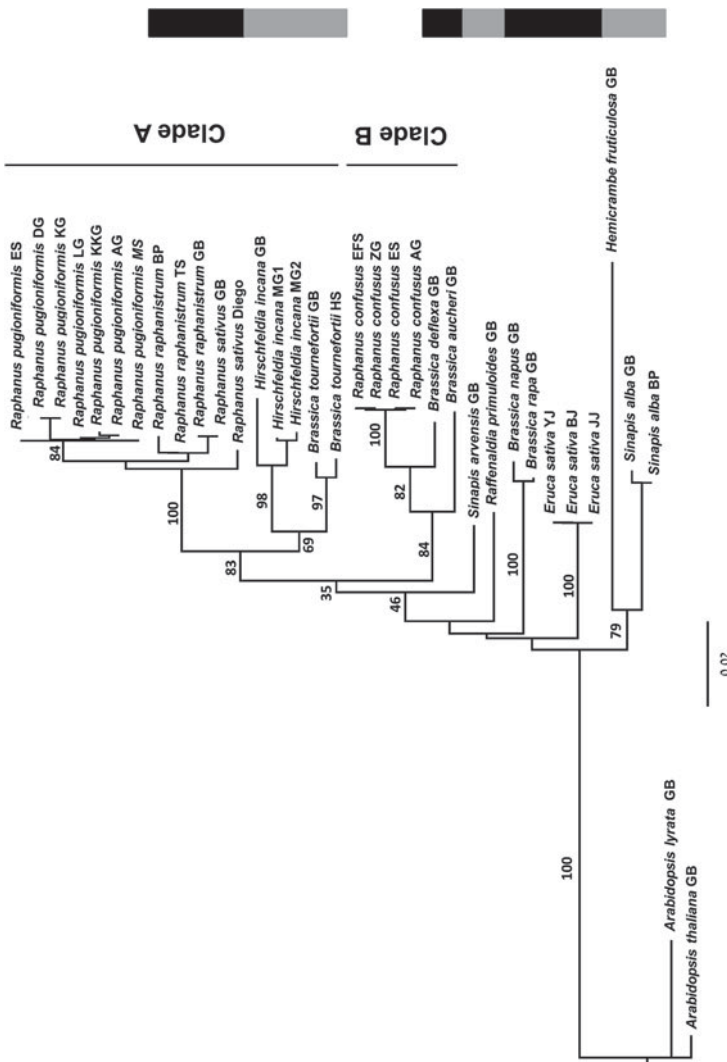 Clade A
Clade B
Raphanus pugioniformis ES
Raphanus pugioniformis DG
Raphanus pugioniformis KG
Raphanus pugioniformis LG
Raphanus pugioniformis KKG
Raphanus pugioniformis AG
Raphanus pugioniformis MS
Raphanus raphanistrum BP
Raphanus raphanistrum TS
Raphanus raphanistrum GB
Raphanus sativus GB
Raphanus sativus Diego
Hirschfeldia incana GB
Hirschfeldia incana MG1
Hirschfeldia incana MG2
Brassica tournefortii GB
Brassica tournefortii HS
Raphanus confusus EFS
Raphanus confusus ZG
Raphanus confusus ES
Raphanus confusus AG
Brassica deflexa GB
Brassica aucheri GB
Sinapis arvensis GB
Raffenaldia primuloides GB
Brassica napus GB
Brassica rapa GB
Eruca sativa YJ
Eruca sativa BJ
Eruca sativa JJ
Hemicrambe fruticulosa GB
Sinapis alba GB
Sinapis alba BP
Arabidopsis lyrata GB
Arabidopsis thaliana GB
84
100
98
97
69
83
100
82
84
35
46
100
100
79
100
0.02